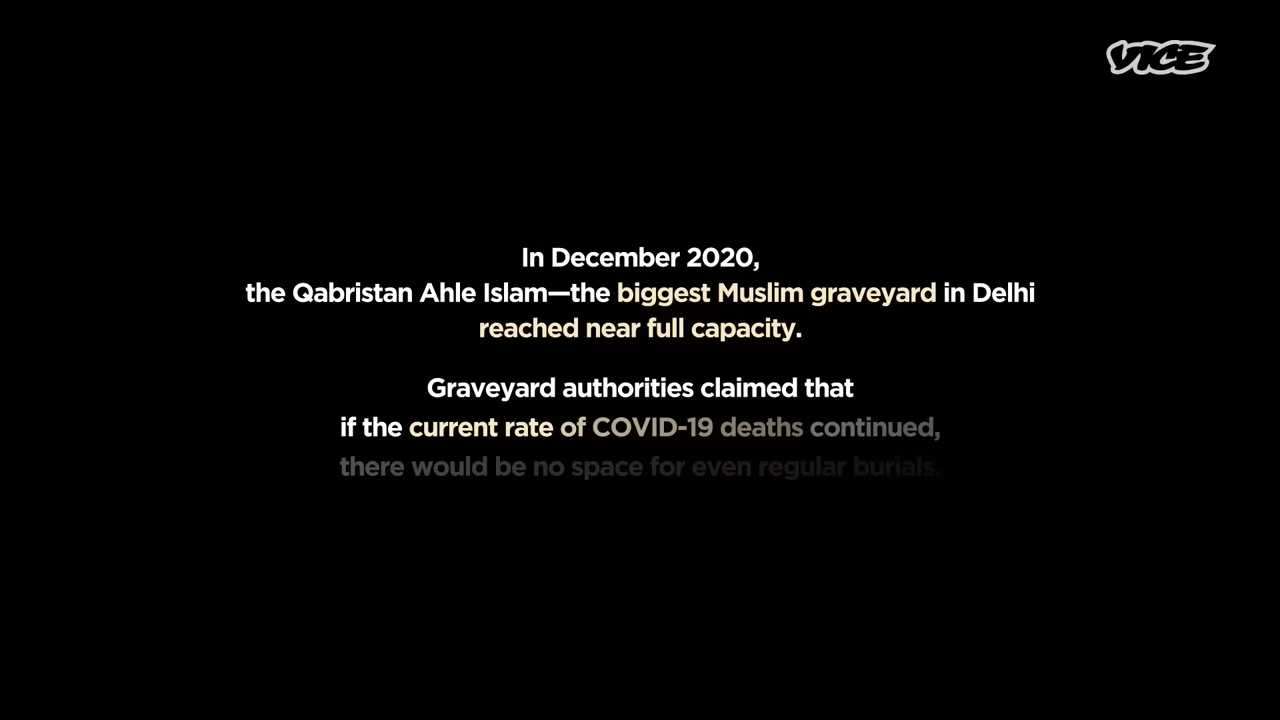 VICE
In December 2020,
the Qabristan Ahle Islam—the biggest Muslim graveyard in Delhi
reached near full capacity.
Graveyard authorities claimed that
if the current rate of COVID-19 deaths continued,
there would be no space for even regular burials.